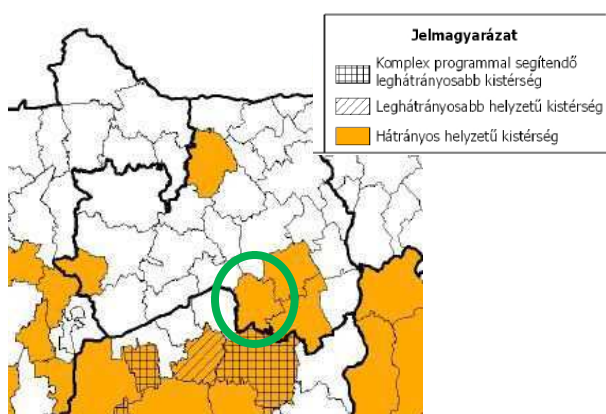 Jelmagyarázat
Komplex programmal segítendő
leghátrányosabb kistérség
Leghátrányosabb helyzetű kistérség
Hátrányos helyzetű kistérség